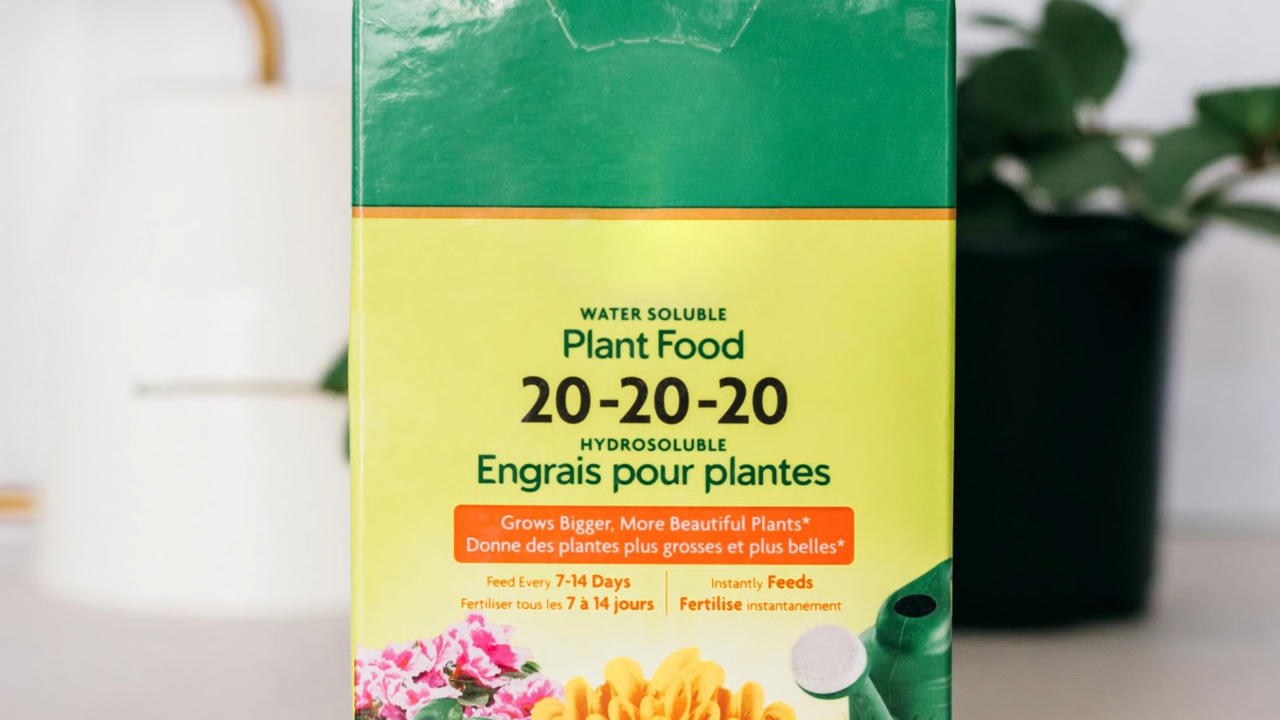 WATER SOLUBLE
Plant Food
20-20-20
HYDROSOLUBLE
Engrais pour plantes
Grows Bigger, More Beautiful Plants*
Donne des plantes plus grosses et plus belles*
Feed Every 7-14 Days
Fertiliser tous les 7 à 14 jours
Instantly Feeds
Fertilise instantanément